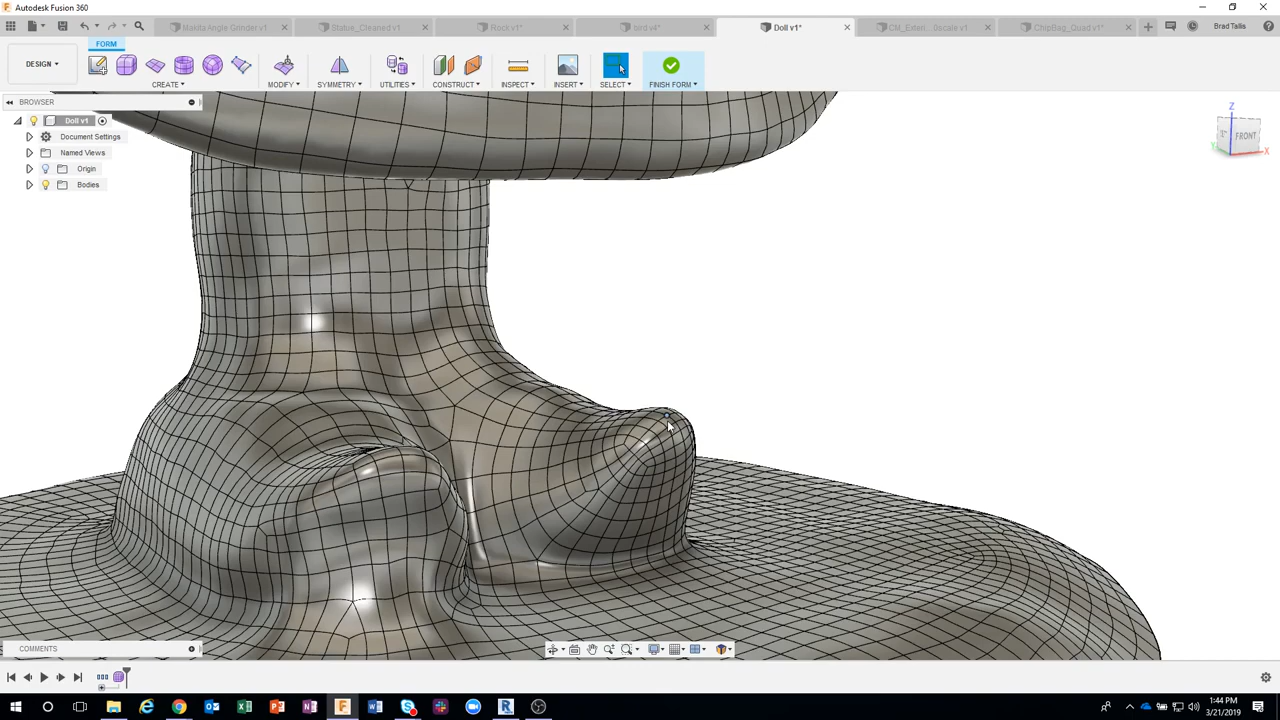 Autodesk Fusion 360
Makita Angle Grinder v1
Statue_Cleaned v1
Rock v1*
bird v4*
Doll v1*
CM_Exteri...0scale v1*
ChipBag_Quad v1*
Brad Tallis
FORM
DESIGN
CREATE
MODIFY
SYMMETRY
UTILITIES
CONSTRUCT
INSPECT
INSERT
SELECT
FINISH FORM
BROWSER
Doll v1
Document Settings
Named Views
Origin
Bodies
Z
FRONT
X
Y
COMMENTS
1:44 PM
3/21/2019